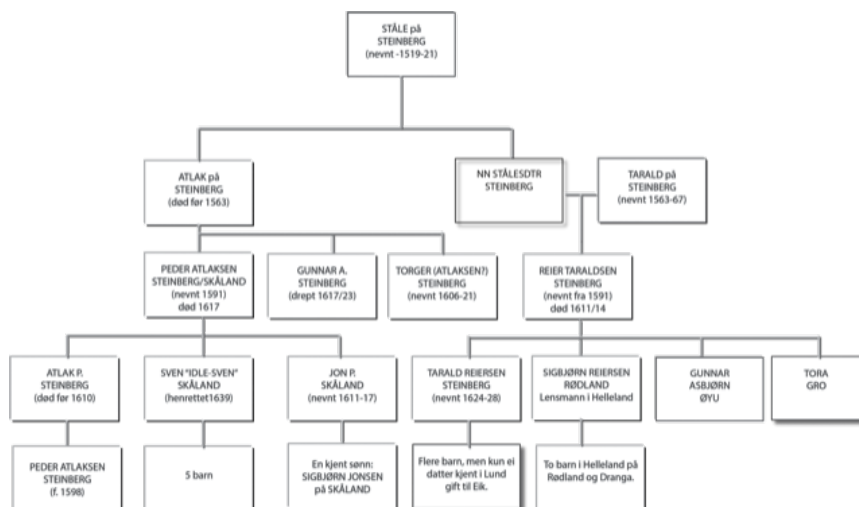 STÅLE på
STEINBERG
(nevnt -1519-21)
ATLAK på
STEINBERG
(død før 1563)
NN STÅLESDTR
STEINBERG
TARALD på
STEINBERG
(nevnt 1563-67)
PEDER ATLAKSEN
STEINBERG/SKÅLAND
(nevnt 1591)
død 1617
GUNNAR A.
STEINBERG
(drept 1617/23)
TORGER (ATLAKSEN?)
STEINBERG
(nevnt 1606-21)
REIER TARALDSEN
STEINBERG
(nevnt fra 1591)
død 1611/14
ATLAK P.
STEINBERG
(død før 1610)
SVEN "IDLE-SVEN"
SKÅLAND
(henrettet1639)
JON P.
SKÅLAND
(nevnt 1611-17)
TARALD REIERSEN
STEINBERG
(nevnt 1624-28)
SIGBJØRN REIERSEN
RØDLAND
Lensmann i Helleland
GUNNAR
ASBJØRN
ØYU
TORA
GRO
PEDER ATLAKSEN
STEINBERG
(f. 1598)
5 barn
En kjent sønn:
SIGBJØRN JONSEN
på SKÅLAND
Flere barn, men kun ei
datter kjent i Lund
gift til Eik.
To barn i Helleland på
Rødland og Dranga.